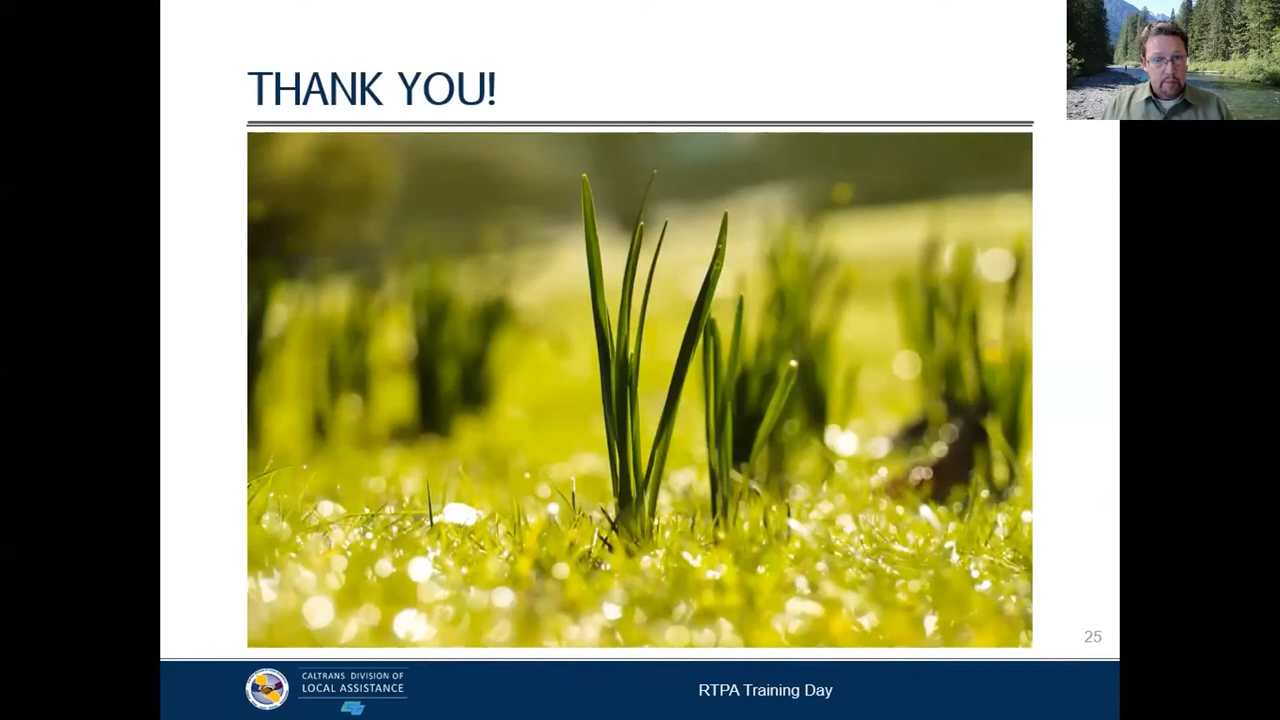 THANK YOU!
25
CALTRANS DIVISION OF
LOCAL ASSISTANCE
RTPA Training Day